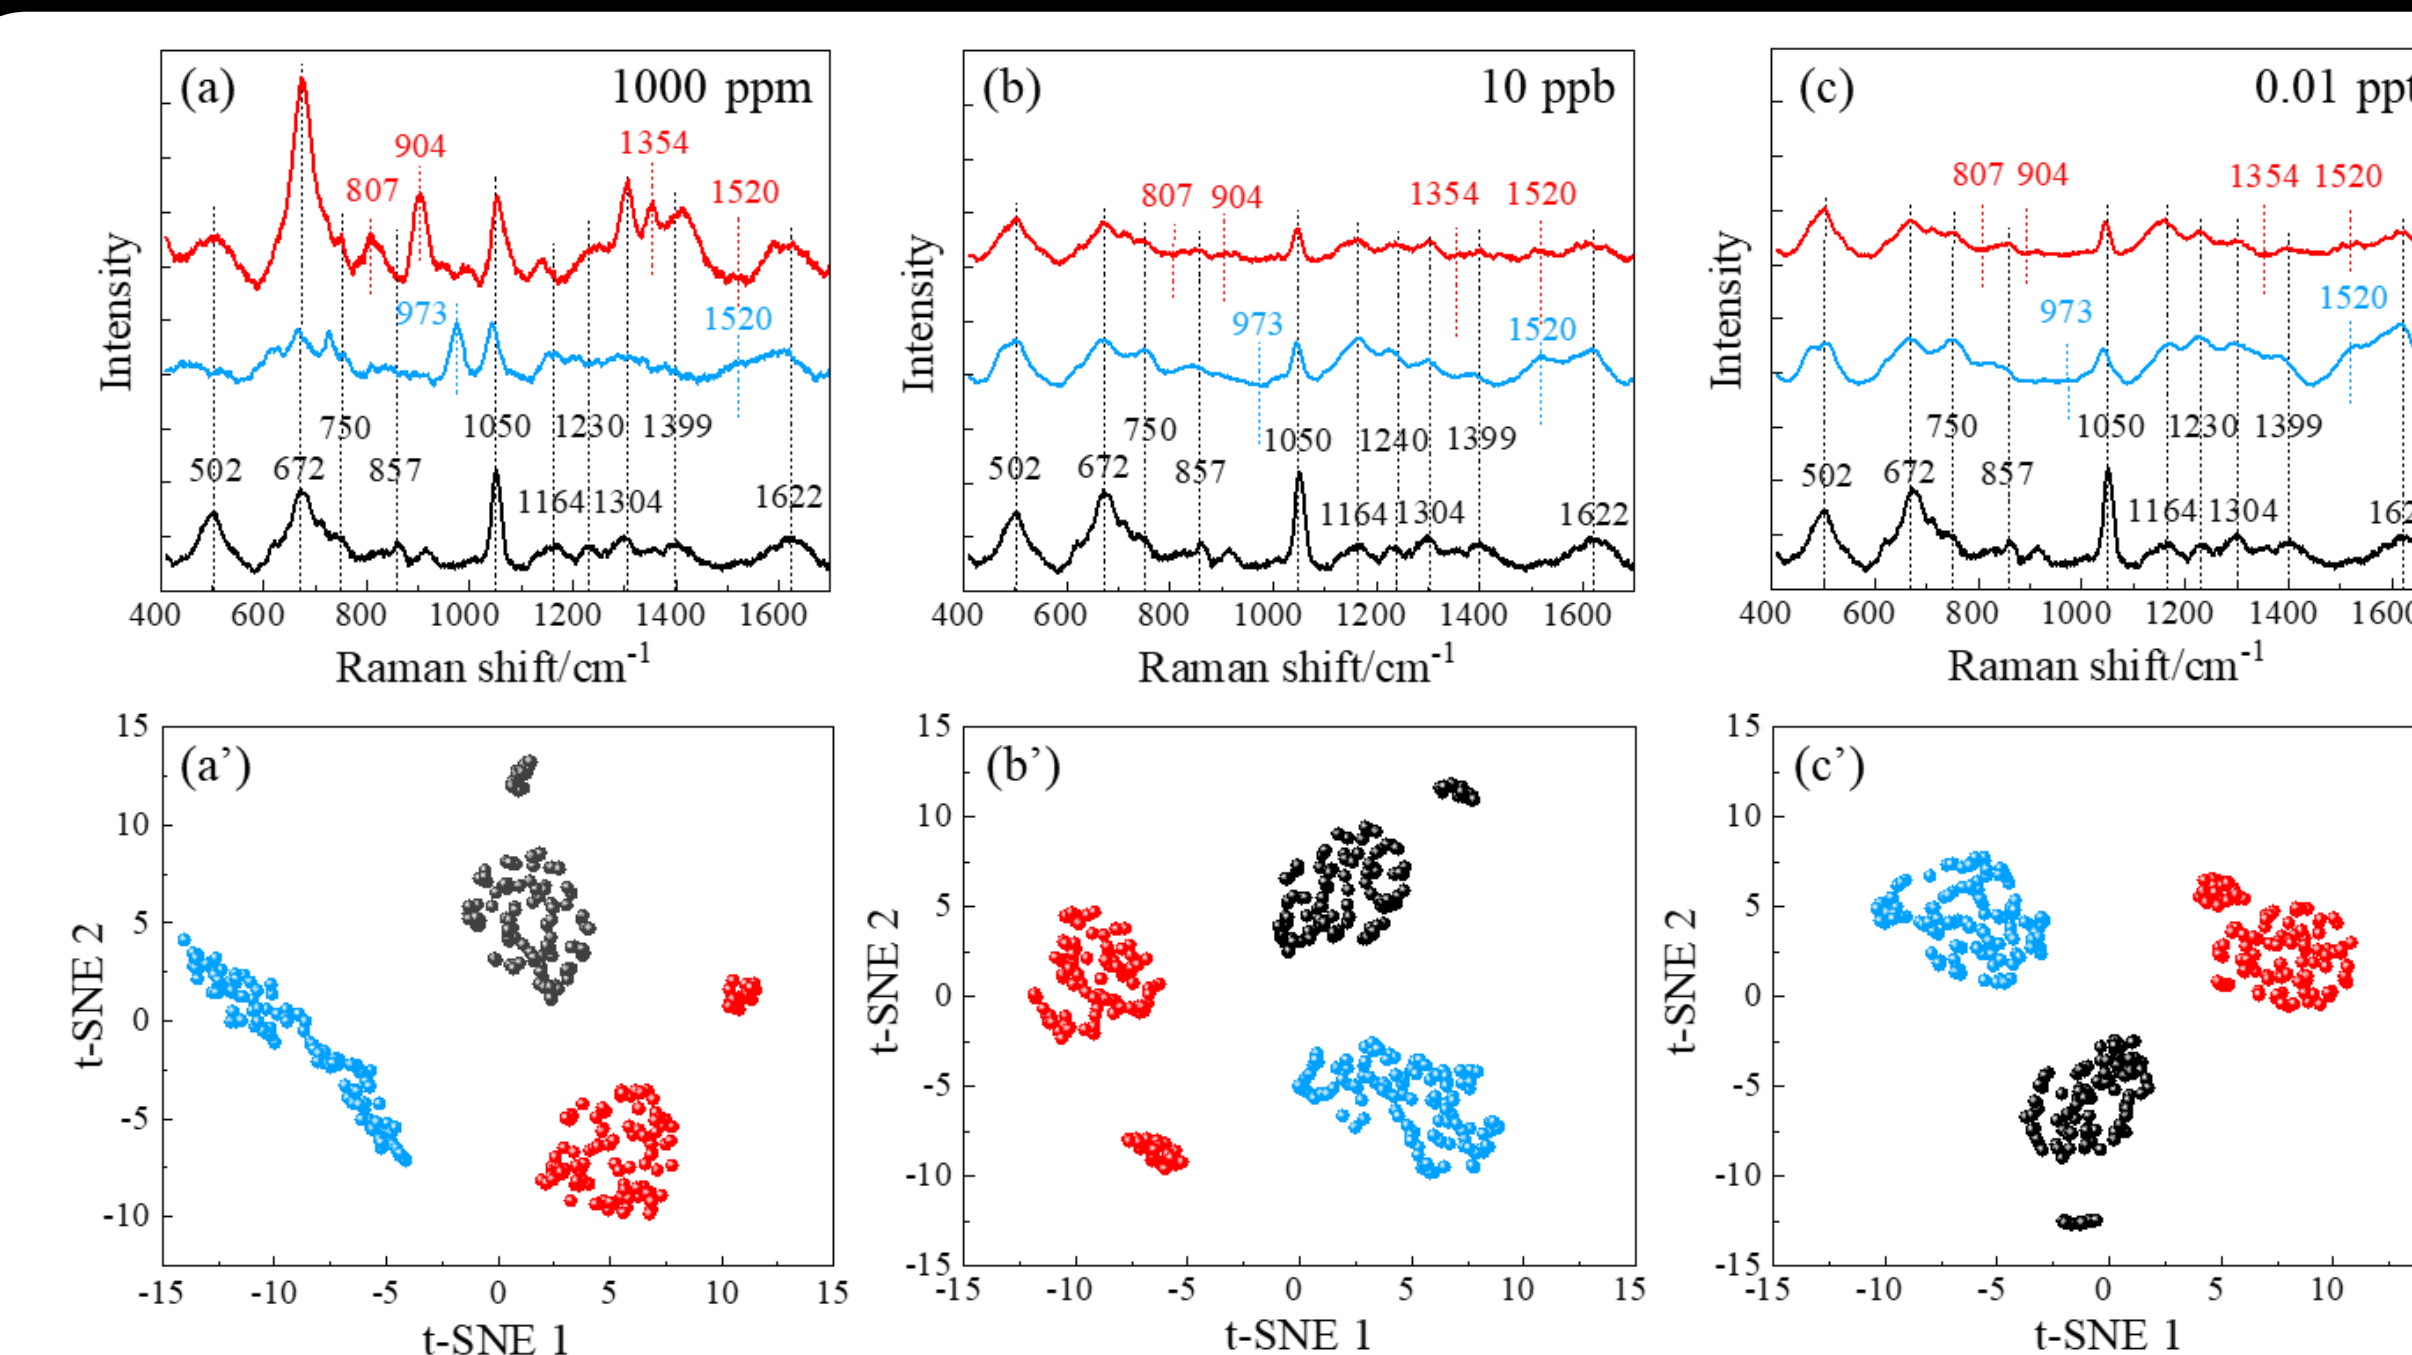 (a) 1000 ppm
904
1354
807
1520
973
1520
750 1050 1230 1399
502 672 857
1164 1304
1622
Intensity
400 600 800 1000 1200 1400 1600
Raman shift/cm⁻¹
(b) 10 ppb
807 904 1354 1520
973 1520
750 1050 1240 1399
502 672 857
1164 1304 1622
Intensity
400 600 800 1000 1200 1400 1600
Raman shift/cm⁻¹
(c) 0.01 ppt
807 904 1354 1520
973 1520
750 1050 1230 1399
502 672 857
1164 1304 162
Intensity
400 600 800 1000 1200 1400 160
Raman shift/cm⁻¹
(a’)
15
10
5
0
-5
-10
t-SNE 2
-15 -10 -5 0 5 10 15
t-SNE 1
(b’)
15
10
5
0
-5
-10
-15
t-SNE 2
-15 -10 -5 0 5 10 15
t-SNE 1
(c’)
15
10
5
0
-5
-10
-15
t-SNE 2
-15 -10 -5 0 5 10
t-SNE 1